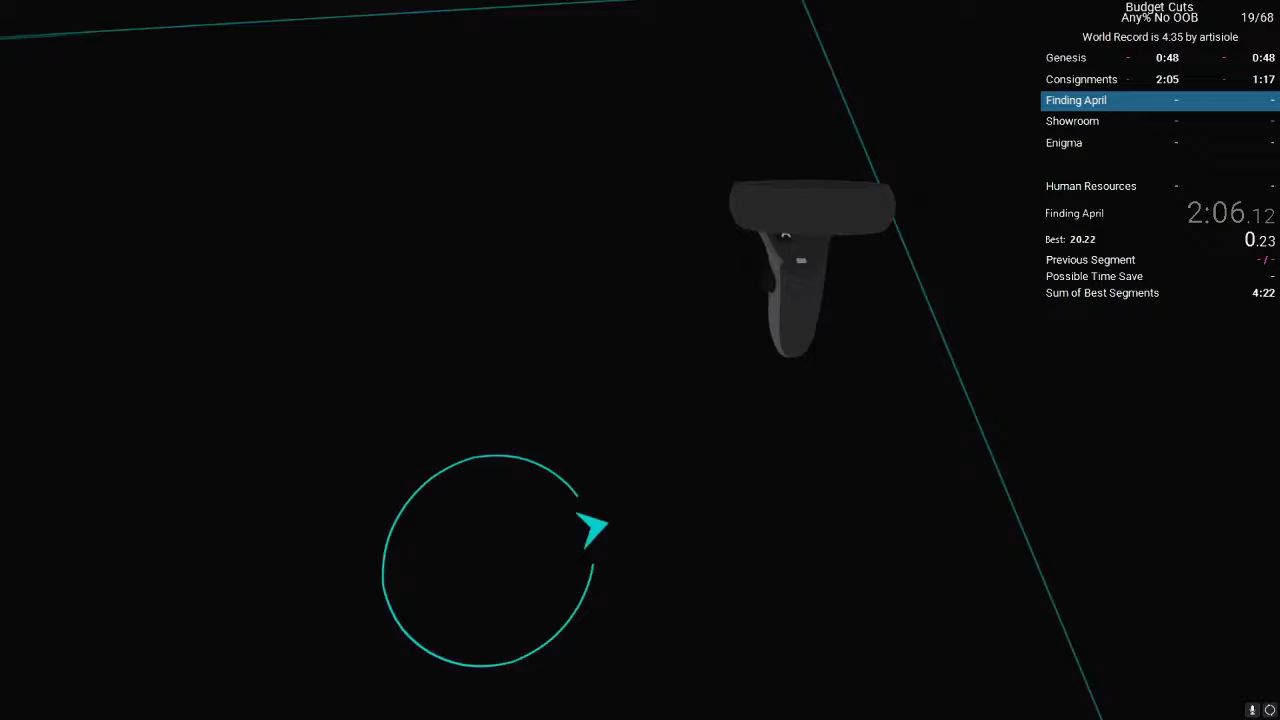 Budget Cuts
Any% No OOB 19/68
World Record is 4:35 by artisiole
Genesis - 0:48 - 0:48
Consignments - 2:05 - 1:17
Finding April - -
Showroom - -
Enigma - -
Human Resources - -
Finding April 2:06.12
Best: 20.22 0.23
Previous Segment -/-
Possible Time Save -
Sum of Best Segments 4:22